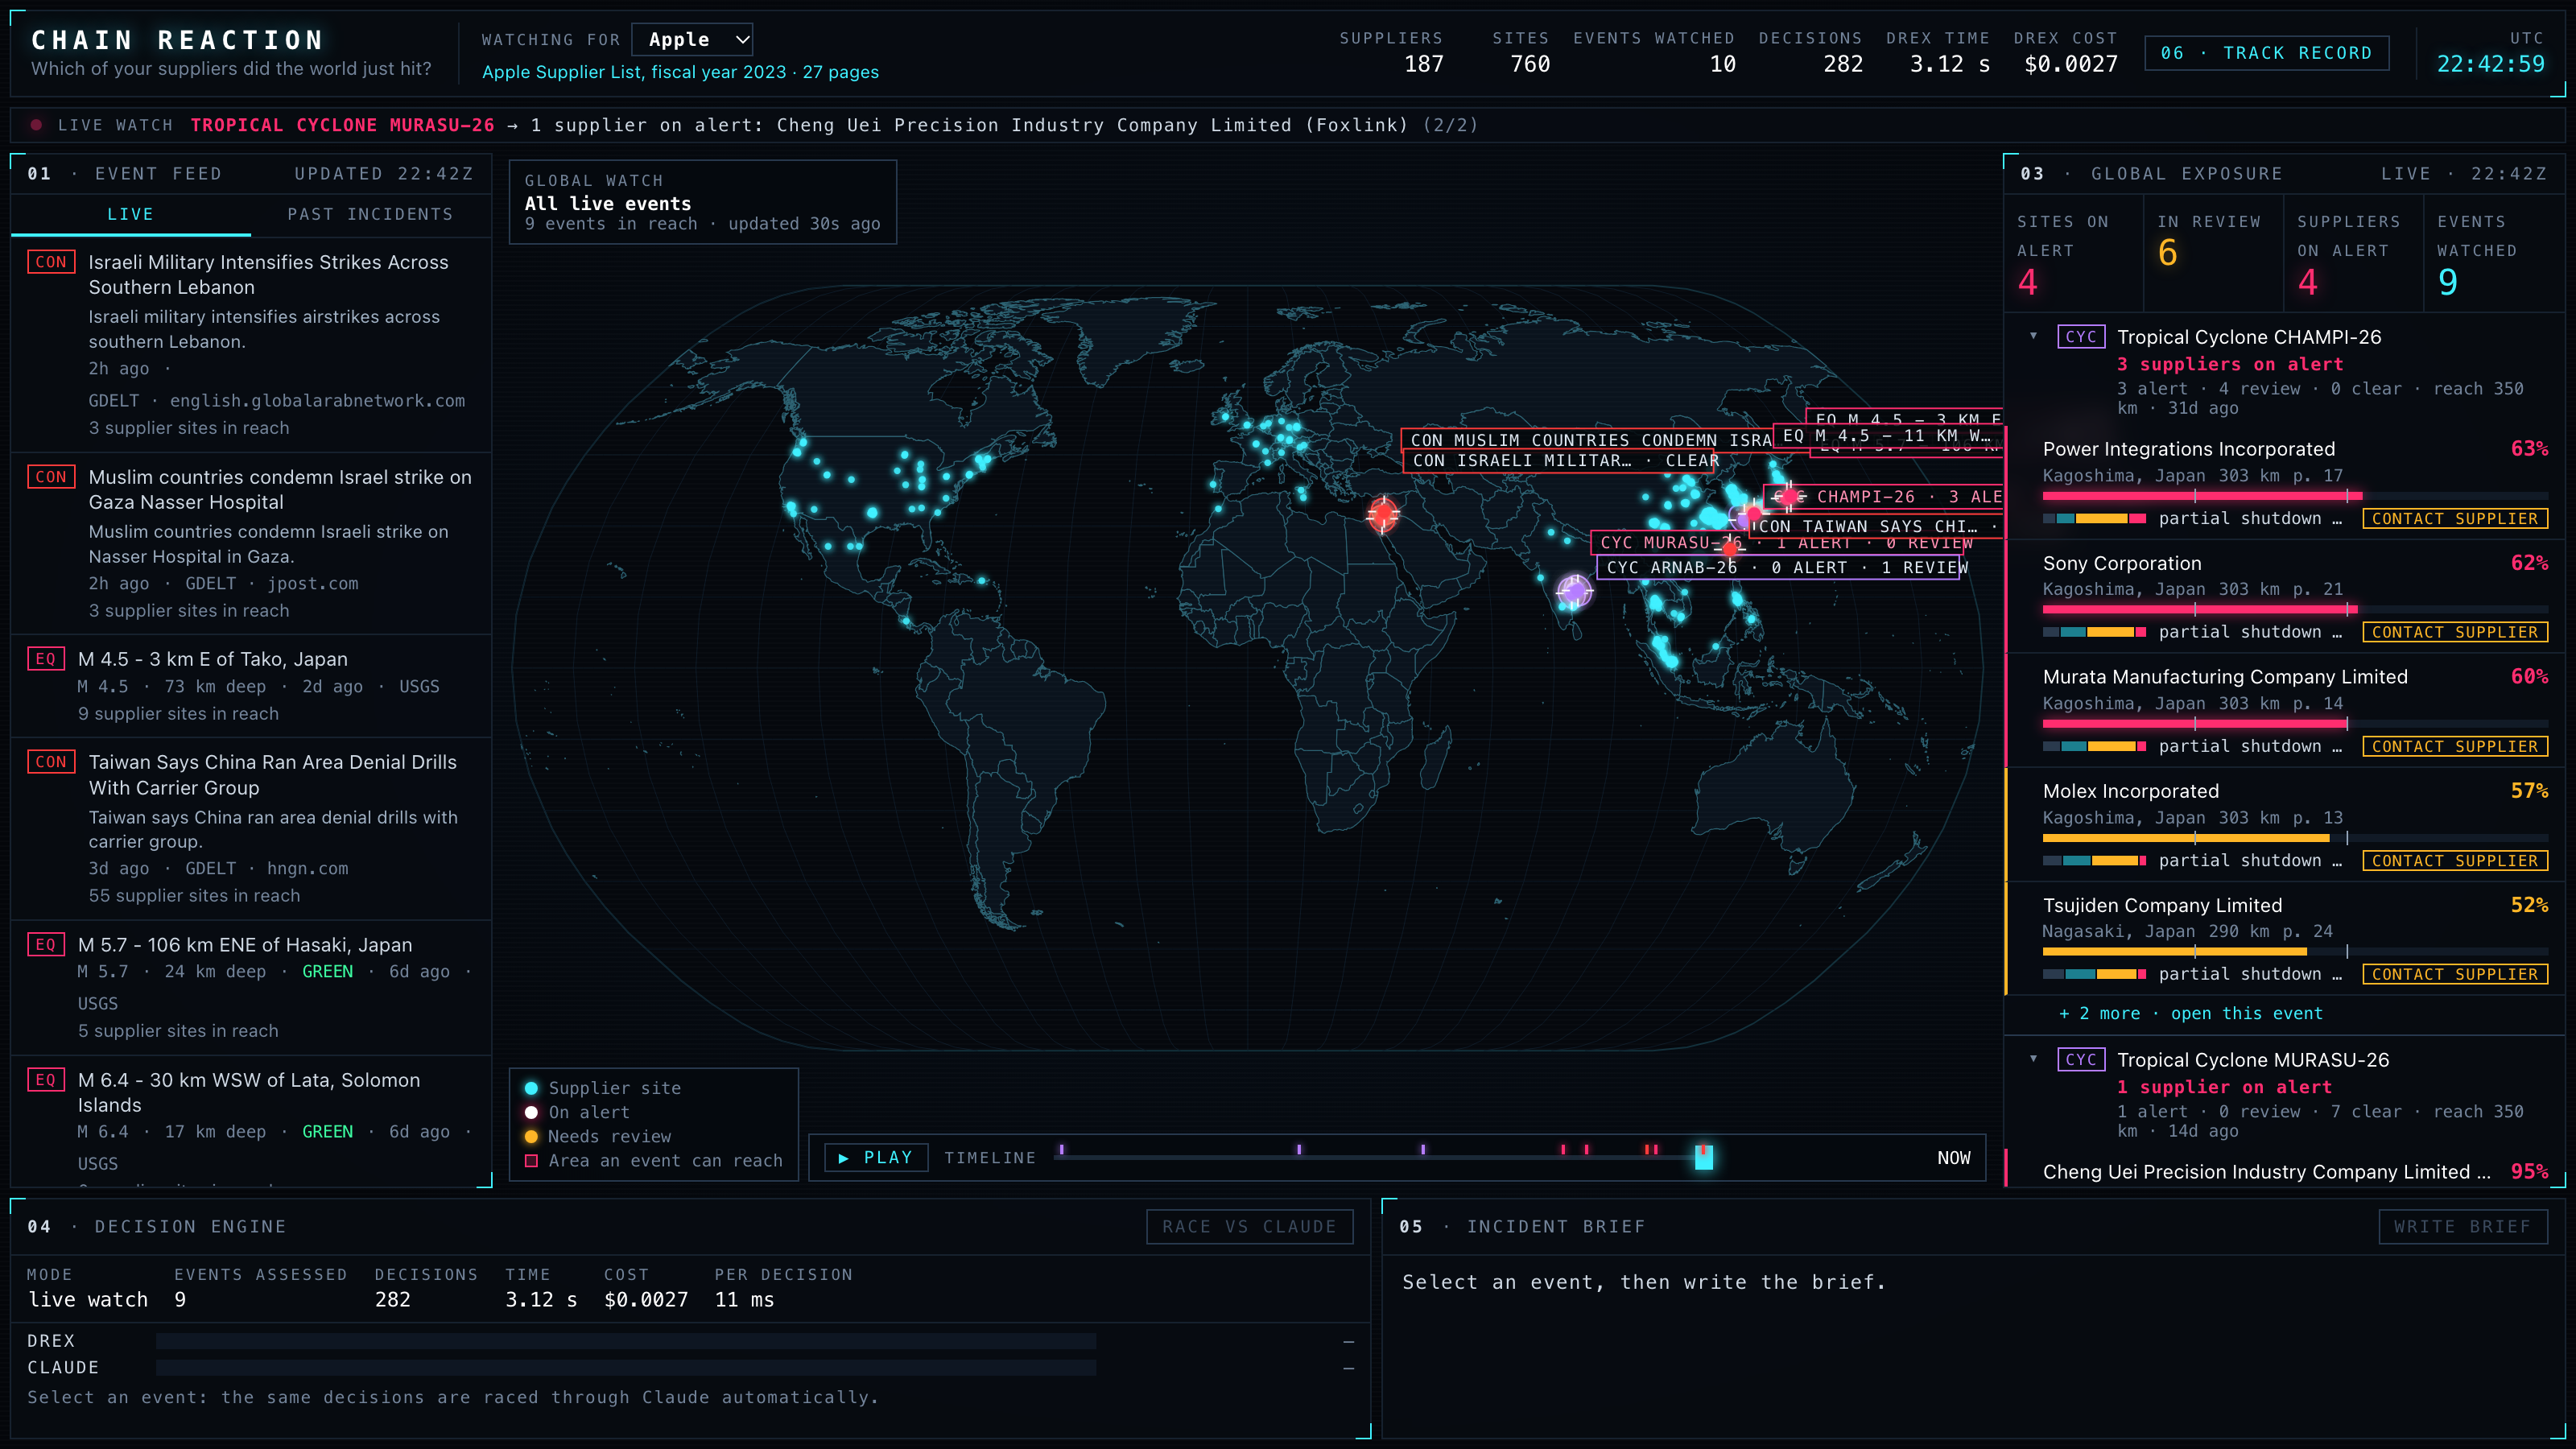 CHAIN REACTION
Which of your suppliers did the world just hit?
WATCHING FOR Apple
Apple Supplier List, fiscal year 2023 · 27 pages
SUPPLIERS SITES EVENTS WATCHED DECISIONS DREX TIME DREX COST
187 760 10 282 3.12 s $0.0027
06 · TRACK RECORD
UTC
22:42:59
LIVE WATCH TROPICAL CYCLONE MURASU-26 → 1 supplier on alert: Cheng Uei Precision Industry Company Limited (Foxlink) (2/2)
01 · EVENT FEED UPDATED 22:42Z
LIVE PAST INCIDENTS
CON Israeli Military Intensifies Strikes Across
Southern Lebanon
Israeli military intensifies airstrikes across
southern Lebanon.
2h ago ·
GDELT · english.globalarabnetwork.com
3 supplier sites in reach
CON Muslim countries condemn Israel strike on
Gaza Nasser Hospital
Muslim countries condemn Israeli strike on
Nasser Hospital in Gaza.
2h ago · GDELT · jpost.com
3 supplier sites in reach
EQ M 4.5 - 3 km E of Tako, Japan
M 4.5 · 73 km deep · 2d ago · USGS
9 supplier sites in reach
CON Taiwan Says China Ran Area Denial Drills
With Carrier Group
Taiwan says China ran area denial drills with
carrier group.
3d ago · GDELT · hngn.com
55 supplier sites in reach
EQ M 5.7 - 106 km ENE of Hasaki, Japan
M 5.7 · 24 km deep · GREEN · 6d ago ·
USGS
5 supplier sites in reach
EQ M 6.4 - 30 km WSW of Lata, Solomon
Islands
M 6.4 · 17 km deep · GREEN · 6d ago ·
USGS
GLOBAL WATCH
All live events
9 events in reach · updated 30s ago
EQ M 4.5 - 3 KM E
CON MUSLIM COUNTRIES CONDEMN ISRA
EQ M 4.5 - 11 KM W…
CON ISRAELI MILITAR… · CLEAR
CHAMPI-26 · 3 ALE
CON TAIWAN SAYS CHI… ·
CYC MURASU-26 · 1 ALERT · 0 REVIEW
CYC ARNAB-26 · 0 ALERT · 1 REVIEW
Supplier site
On alert
Needs review
Area an event can reach
▶ PLAY TIMELINE NOW
03 · GLOBAL EXPOSURE LIVE · 22:42Z
SITES ON ALERT 4
IN REVIEW 6
SUPPLIERS ON ALERT 4
EVENTS WATCHED 9
▼ CYC Tropical Cyclone CHAMPI-26
3 suppliers on alert
3 alert · 4 review · 0 clear · reach 350
km · 31d ago
Power Integrations Incorporated 63%
Kagoshima, Japan 303 km p. 17
partial shutdown … CONTACT SUPPLIER
Sony Corporation 62%
Kagoshima, Japan 303 km p. 21
partial shutdown … CONTACT SUPPLIER
Murata Manufacturing Company Limited 60%
Kagoshima, Japan 303 km p. 14
partial shutdown … CONTACT SUPPLIER
Molex Incorporated 57%
Kagoshima, Japan 303 km p. 13
partial shutdown … CONTACT SUPPLIER
Tsujiden Company Limited 52%
Nagasaki, Japan 290 km p. 24
partial shutdown … CONTACT SUPPLIER
+ 2 more · open this event
▼ CYC Tropical Cyclone MURASU-26
1 supplier on alert
1 alert · 0 review · 7 clear · reach 350
km · 14d ago
Cheng Uei Precision Industry Company Limited … 95%
04 · DECISION ENGINE RACE VS CLAUDE
MODE EVENTS ASSESSED DECISIONS TIME COST PER DECISION
live watch 9 282 3.12 s $0.0027 11 ms
DREX —
CLAUDE —
Select an event: the same decisions are raced through Claude automatically.
05 · INCIDENT BRIEF WRITE BRIEF
Select an event, then write the brief.